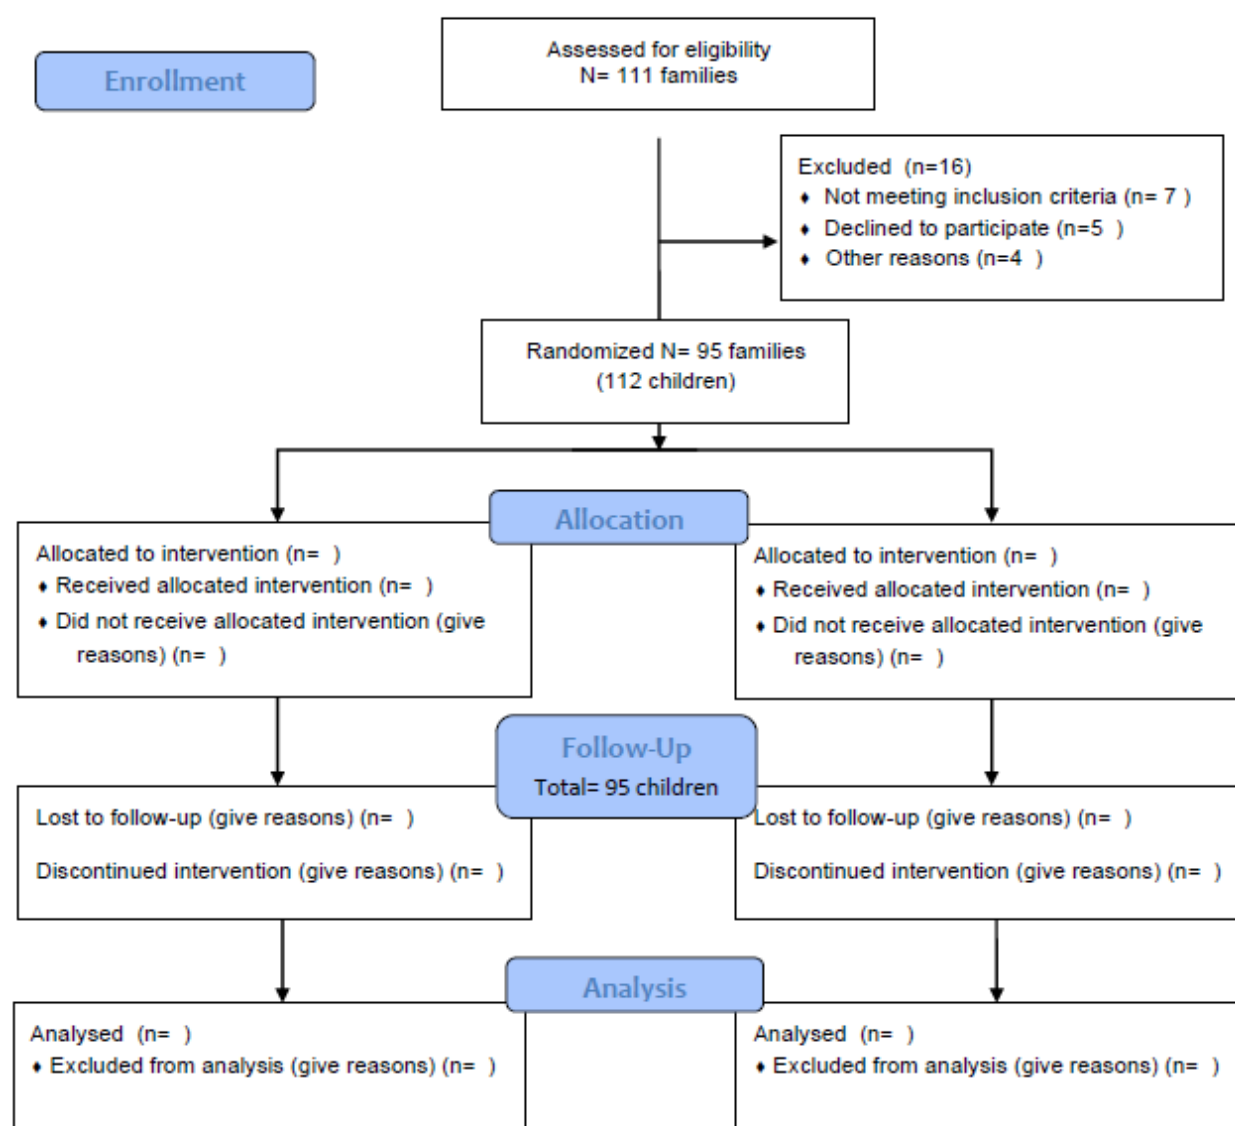 Enrollment
Assessed for eligibility
N= 111 families
Excluded  (n=16)
♦ Not meeting inclusion criteria (n= 7 )
♦ Declined to participate (n=5  )
♦ Other reasons (n=4  )
Randomized N= 95 families
(112 children)
Allocation
Allocated to intervention (n=  )
♦ Received allocated intervention (n=  )
♦ Did not receive allocated intervention (give
reasons) (n=  )
Allocated to intervention (n=  )
♦ Received allocated intervention (n=  )
♦ Did not receive allocated intervention (give
reasons) (n=  )
Follow-Up
Total= 95 children
Lost to follow-up (give reasons) (n=  )
Discontinued intervention (give reasons) (n=  )
Lost to follow-up (give reasons) (n=  )
Discontinued intervention (give reasons) (n=  )
Analysis
Analysed  (n=  )
♦ Excluded from analysis (give reasons) (n=  )
Analysed  (n=  )
♦ Excluded from analysis (give reasons) (n=  )